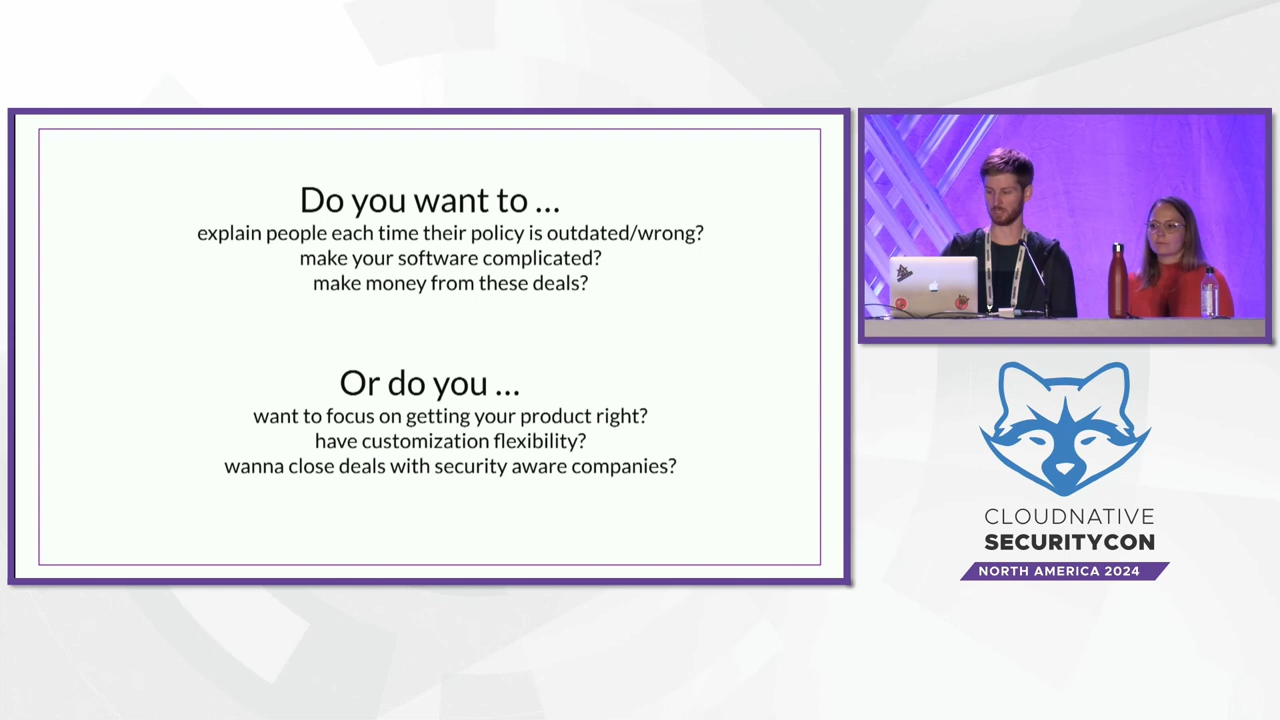 Do you want to ...
explain people each time their policy is outdated/wrong?
make your software complicated?
make money from these deals?
Or do you ...
want to focus on getting your product right?
have customization flexibility?
wanna close deals with security aware companies?
CLOUDNATIVE
SECURITYCON
NORTH AMERICA 2024